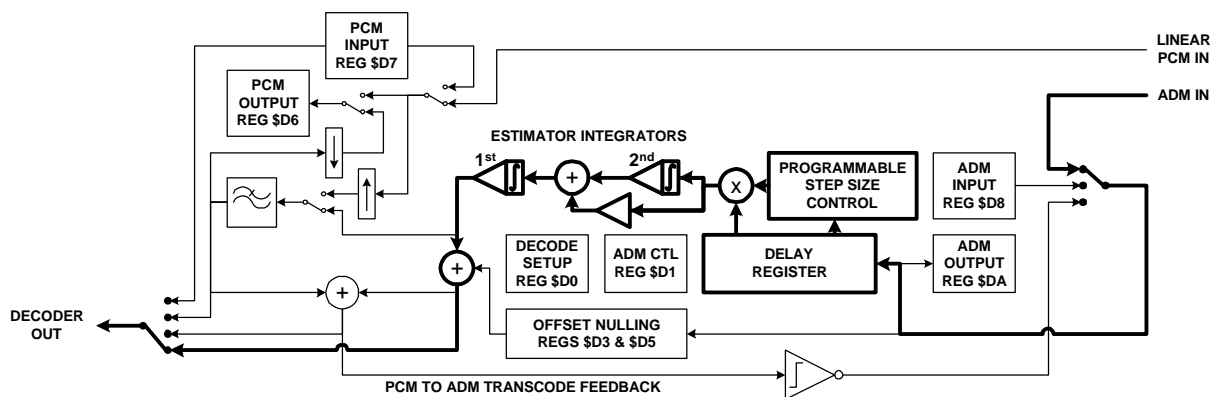 PCM
INPUT
REG $D7
LINEAR
PCM IN
PCM
OUTPUT
REG $D6
ADM IN
ESTIMATOR INTEGRATORS
1st
2nd
+
X
PROGRAMMABLE
STEP SIZE
CONTROL
ADM
INPUT
REG $D8
DECODE
SETUP
REG $D0
ADM CTL
REG $D1
DELAY
REGISTER
ADM
OUTPUT
REG $DA
+
+
DECODER
OUT
OFFSET NULLING
REGS $D3 & $D5
PCM TO ADM TRANSCODE FEEDBACK